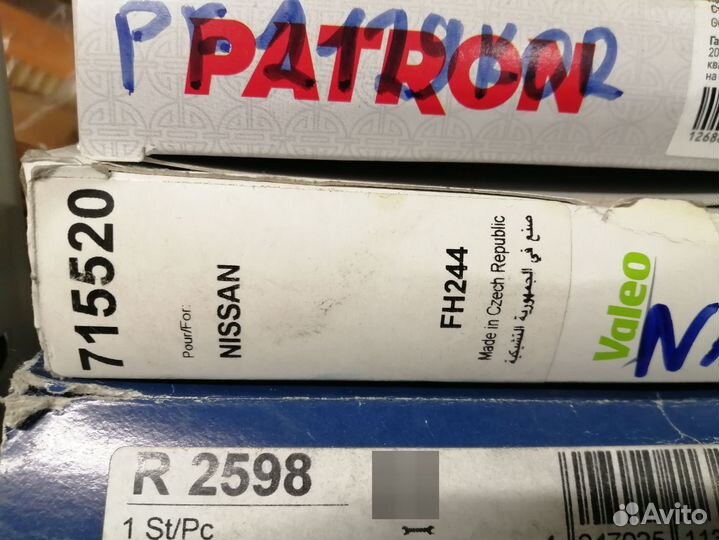 PATRON
715520
Pour/For:
NISSAN
FH244
Made in Czech Republic
صنع في الجمهورية التشيكية
Valeo
R 2598
1 St/Pc
Avito